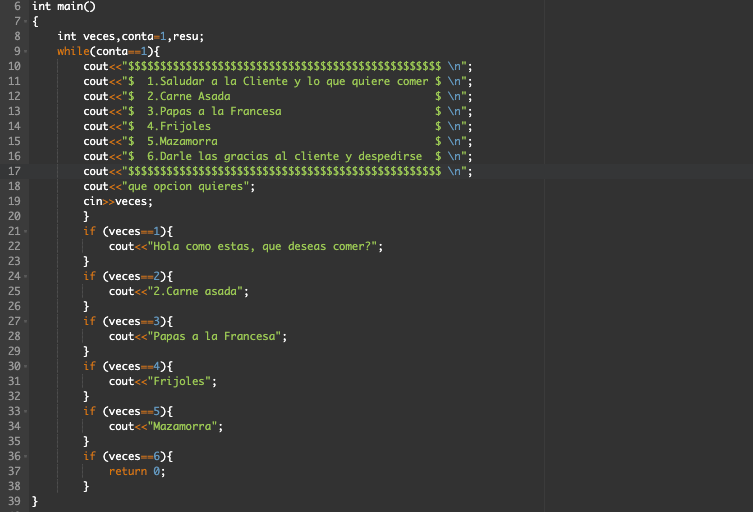 6 int main()
7 {
8 int veces,conta=1,resu;
9 while(conta==1){
10 cout<<"$$$$$$$$$$$$$$$$$$$$$$$$$$$$$$$$$$$$$$$$$$$$$$$$$ \n";
11 cout<<"$  1.Saludar a la Cliente y lo que quiere comer $ \n";
12 cout<<"$  2.Carne Asada                                $ \n";
13 cout<<"$  3.Papas a la Francesa                        $ \n";
14 cout<<"$  4.Frijoles                                   $ \n";
15 cout<<"$  5.Mazamorra                                  $ \n";
16 cout<<"$  6.Darle las gracias al cliente y despedirse  $ \n";
17 cout<<"$$$$$$$$$$$$$$$$$$$$$$$$$$$$$$$$$$$$$$$$$$$$$$$$$ \n";
18 cout<<"que opcion quieres";
19 cin>>veces;
20 }
21 if (veces==1){
22 cout<<"Hola como estas, que deseas comer?";
23 }
24 if (veces==2){
25 cout<<"2.Carne asada";
26 }
27 if (veces==3){
28 cout<<"Papas a la Francesa";
29 }
30 if (veces==4){
31 cout<<"Frijoles";
32 }
33 if (veces==5){
34 cout<<"Mazamorra";
35 }
36 if (veces==6){
37 return 0;
38 }
39 }